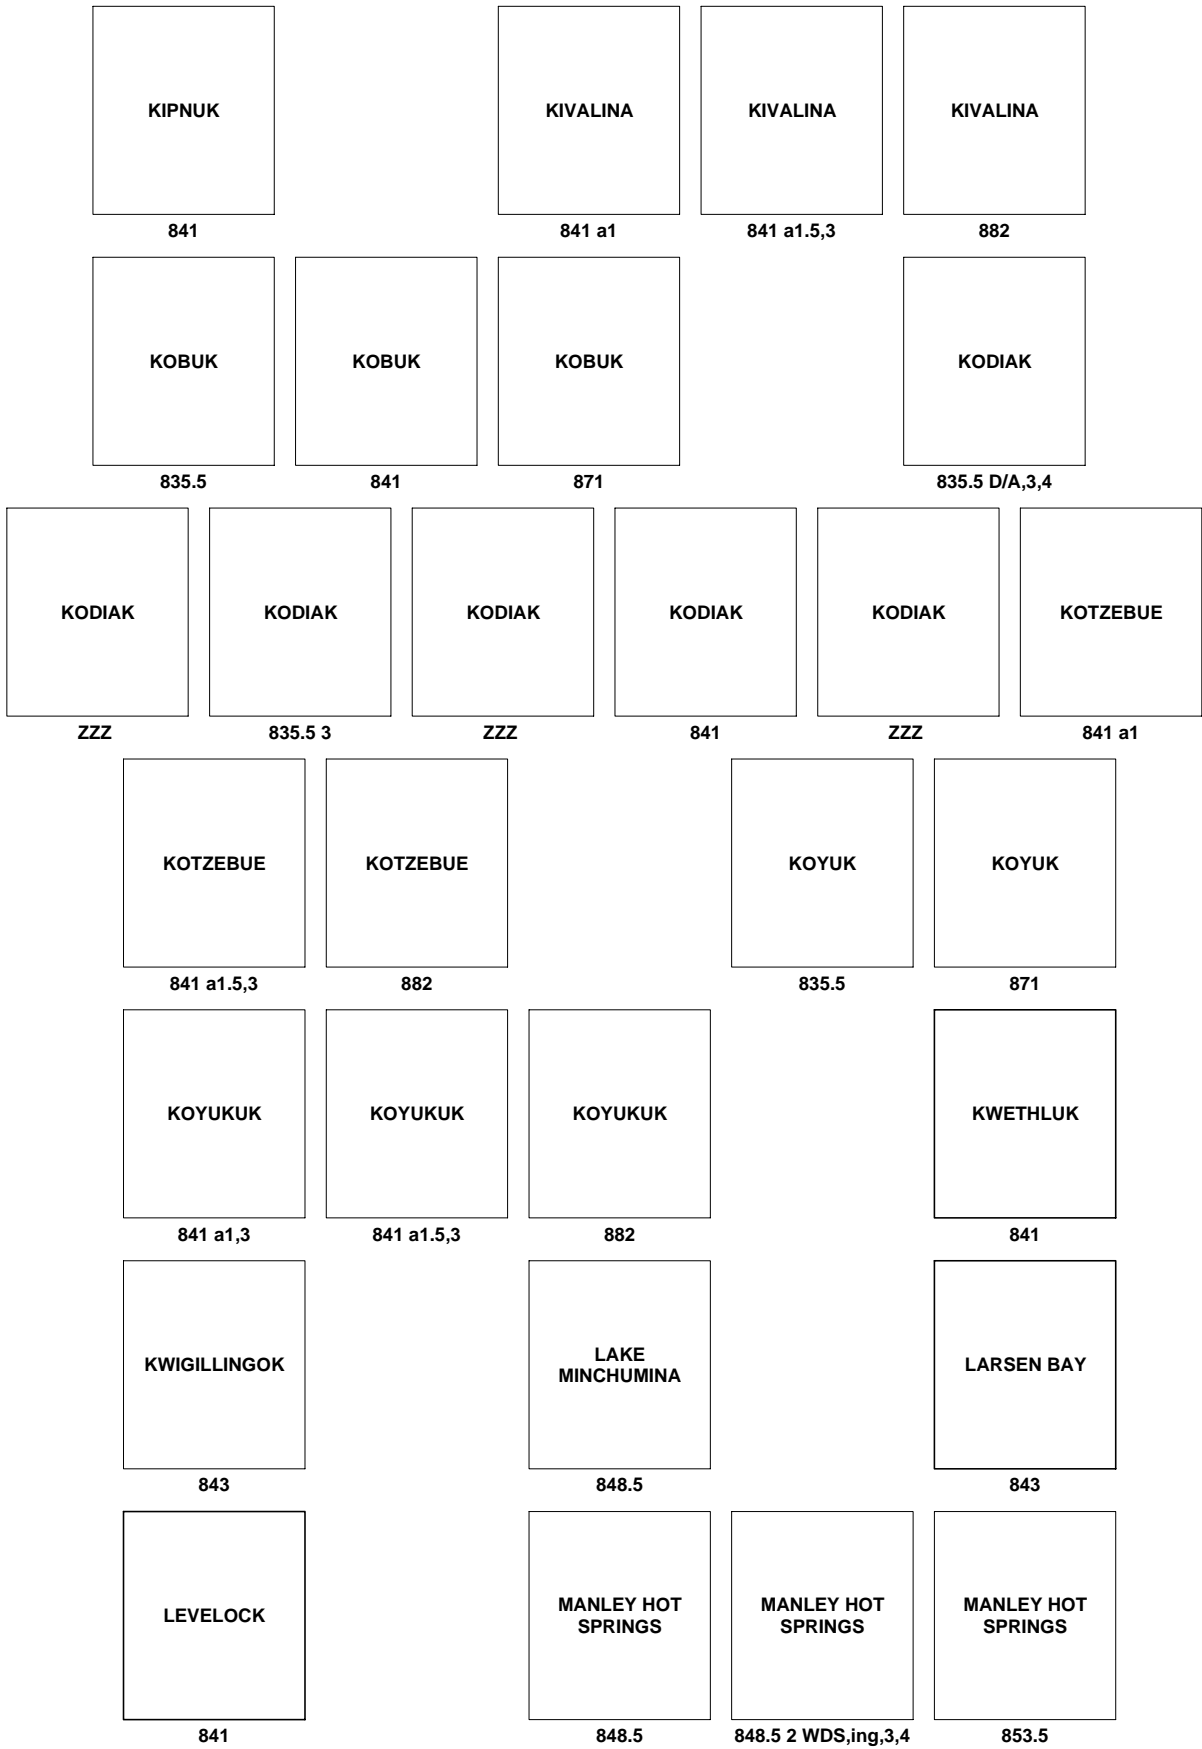 KIPNUK KIVALINA KIVALINA KIVALINA
841 841 a1 841 a1.5,3 882
KOBUK KOBUK KOBUK KODIAK
835.5 841 871 835.5 D/A,3,4
KODIAK KODIAK KODIAK KODIAK KODIAK KOTZEBUE
ZZZ 835.5 3 ZZZ 841 ZZZ 841 a1
KOTZEBUE KOTZEBUE KOYUK KOYUK
841 a1.5,3 882 835.5 871
KOYUKUK KOYUKUK KOYUKUK KWETHLUK
841 a1,3 841 a1.5,3 882 841
KWIGILLINGOK LAKE MINCHUMINA LARSEN BAY
843 848.5 843
LEVELOCK MANLEY HOT SPRINGS MANLEY HOT SPRINGS MANLEY HOT SPRINGS
841 848.5 848.5 2 WDS,ing,3,4 853.5